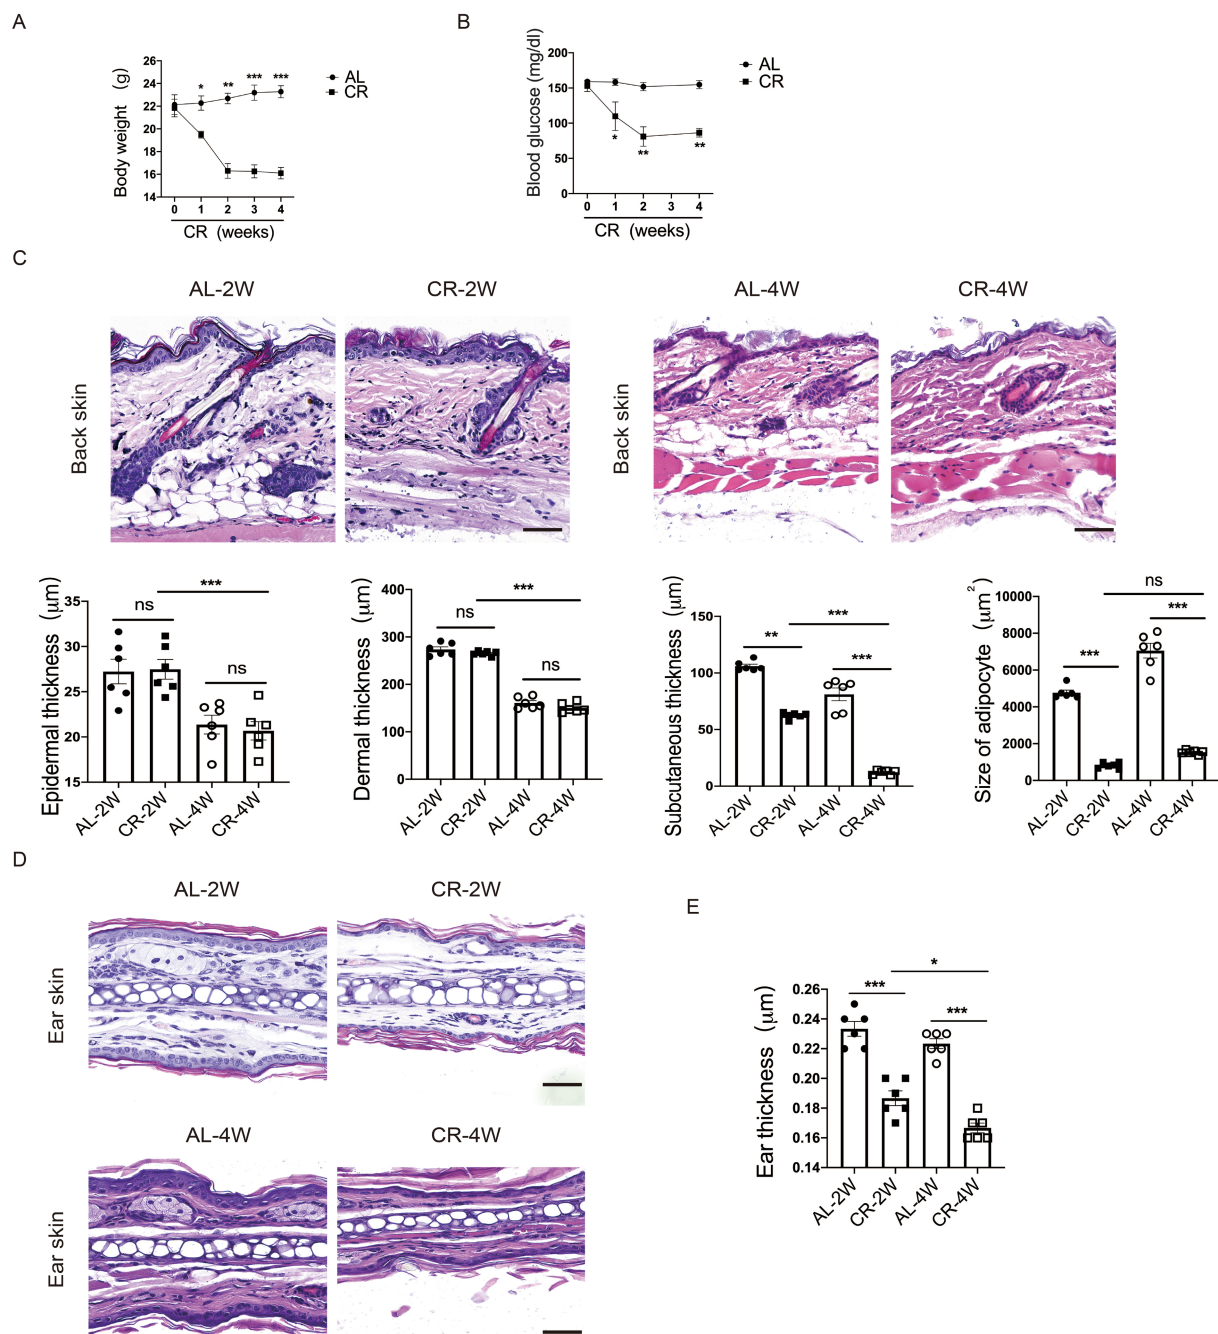 A
Body weight (g)
26
24
22
20
18
16
14
* ** *** ***
AL
CR
0 1 2 3 4
CR (weeks)
B
Blood glucose (mg/dl)
200
150
100
50
0
* ** **
AL
CR
0 1 2 3 4
CR (weeks)
C
AL-2W CR-2W AL-4W CR-4W
Back skin
Back skin
Epidermal thickness (μm)
35
30
25
20
15
ns
***
ns
AL-2W CR-2W AL-4W CR-4W
Dermal thickness (μm)
400
300
200
100
0
ns
***
ns
AL-2W CR-2W AL-4W CR-4W
Subcutaneous thickness (μm)
150
100
50
0
**
***
***
AL-2W CR-2W AL-4W CR-4W
Size of adipocyte (μm²)
10000
8000
6000
4000
2000
0
***
ns
***
AL-2W CR-2W AL-4W CR-4W
D
AL-2W CR-2W
Ear skin
AL-4W CR-4W
Ear skin
E
Ear thickness (μm)
0.26
0.24
0.22
0.20
0.18
0.16
0.14
***
*
***
AL-2W CR-2W AL-4W CR-4W